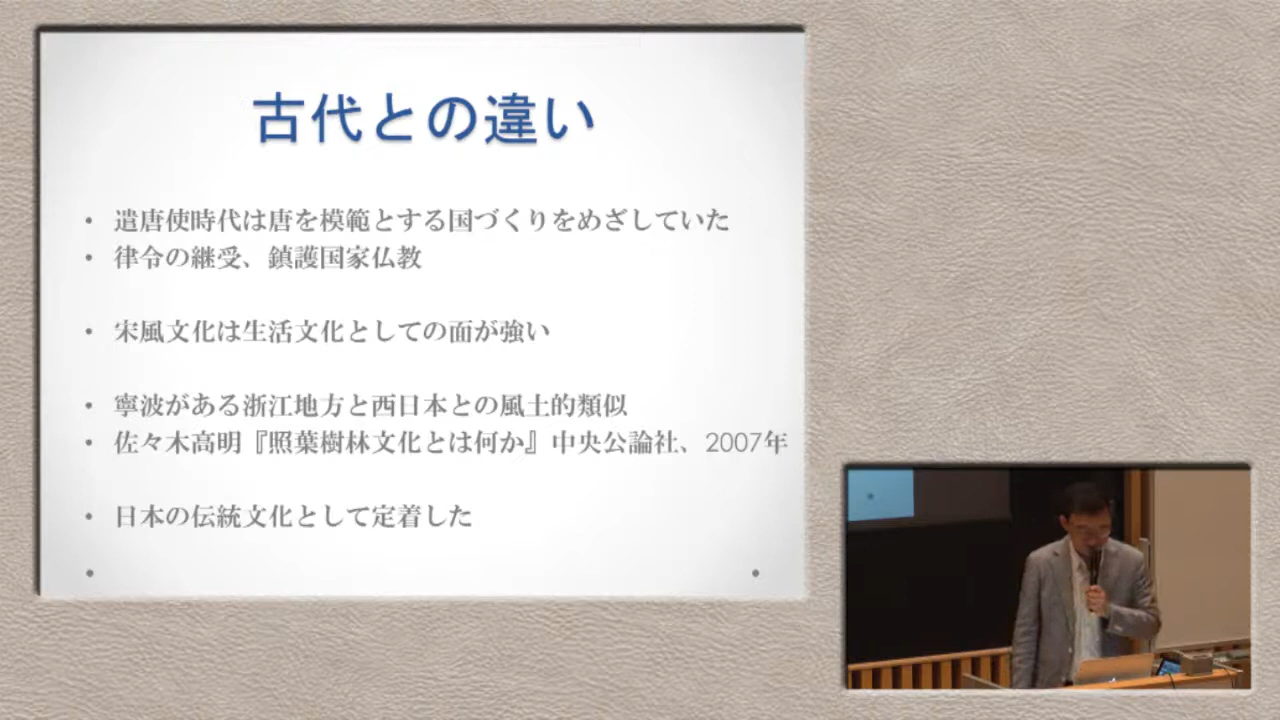 古代との違い
• 遣唐使時代は唐を模範とする国づくりをめざしていた
• 律令の継受、鎮護国家仏教
• 宋風文化は生活文化としての面が強い
• 寧波がある浙江地方と西日本との風土的類似
• 佐々木高明『照葉樹林文化とは何か』中央公論社、2007年
• 日本の伝統文化として定着した